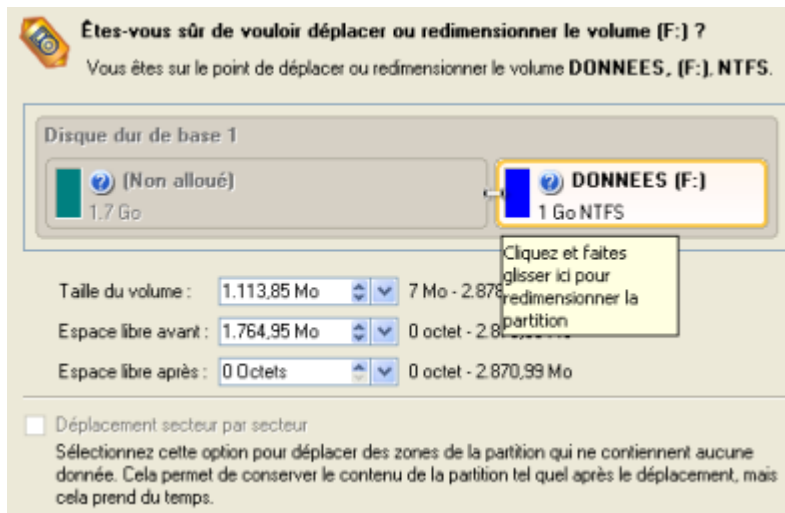 Êtes-vous sûr de vouloir déplacer ou redimensionner le volume (F:) ?
Vous êtes sur le point de déplacer ou redimensionner le volume DONNEES, (F:), NTFS.
Disque dur de base 1
(Non alloué)
1.7 Go
DONNEES (F:)
1 Go NTFS
Cliquez et faites
glisser ici pour
redimensionner la
partition
Taille du volume : 1.113,85 Mo 7 Mo - 2.878
Espace libre avant : 1.764,95 Mo 0 octet -
Espace libre après : 0 Octets 0 octet - 2.870,99 Mo
Déplacement secteur par secteur
Sélectionnez cette option pour déplacer des zones de la partition qui ne contiennent aucune
donnée. Cela permet de conserver le contenu de la partition tel quel après le déplacement, mais
cela prend du temps.